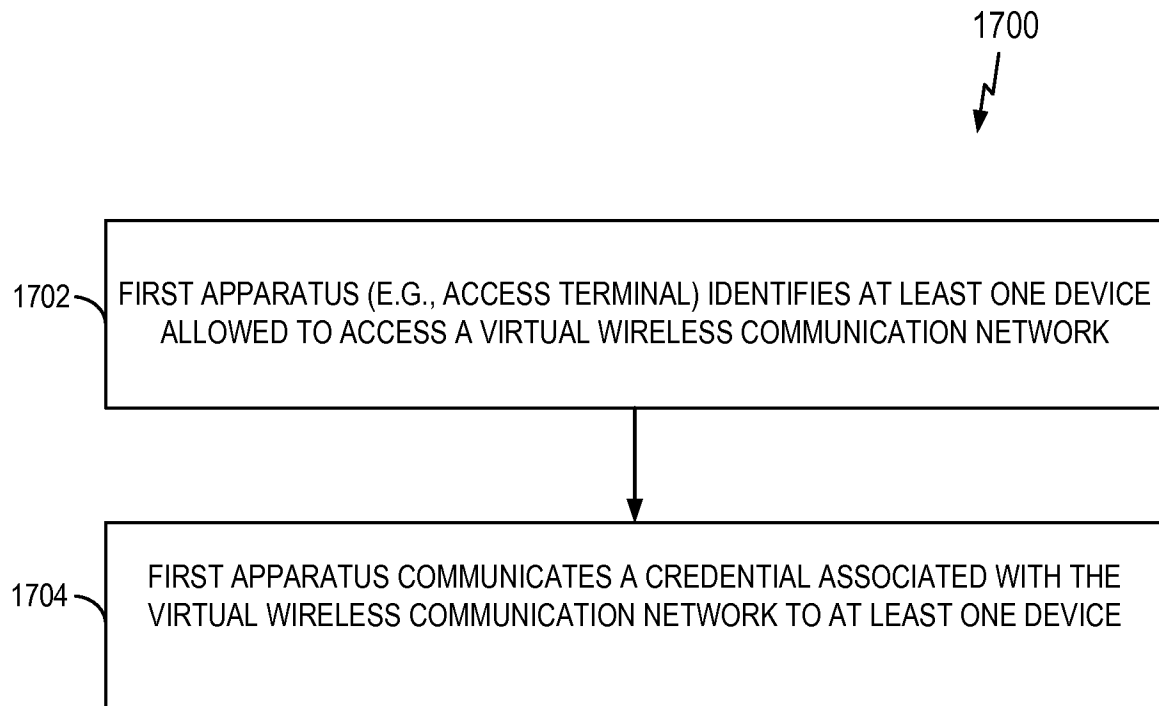 1700
1702
FIRST APPARATUS (E.G., ACCESS TERMINAL) IDENTIFIES AT LEAST ONE DEVICE
ALLOWED TO ACCESS A VIRTUAL WIRELESS COMMUNICATION NETWORK
1704
FIRST APPARATUS COMMUNICATES A CREDENTIAL ASSOCIATED WITH THE
VIRTUAL WIRELESS COMMUNICATION NETWORK TO AT LEAST ONE DEVICE